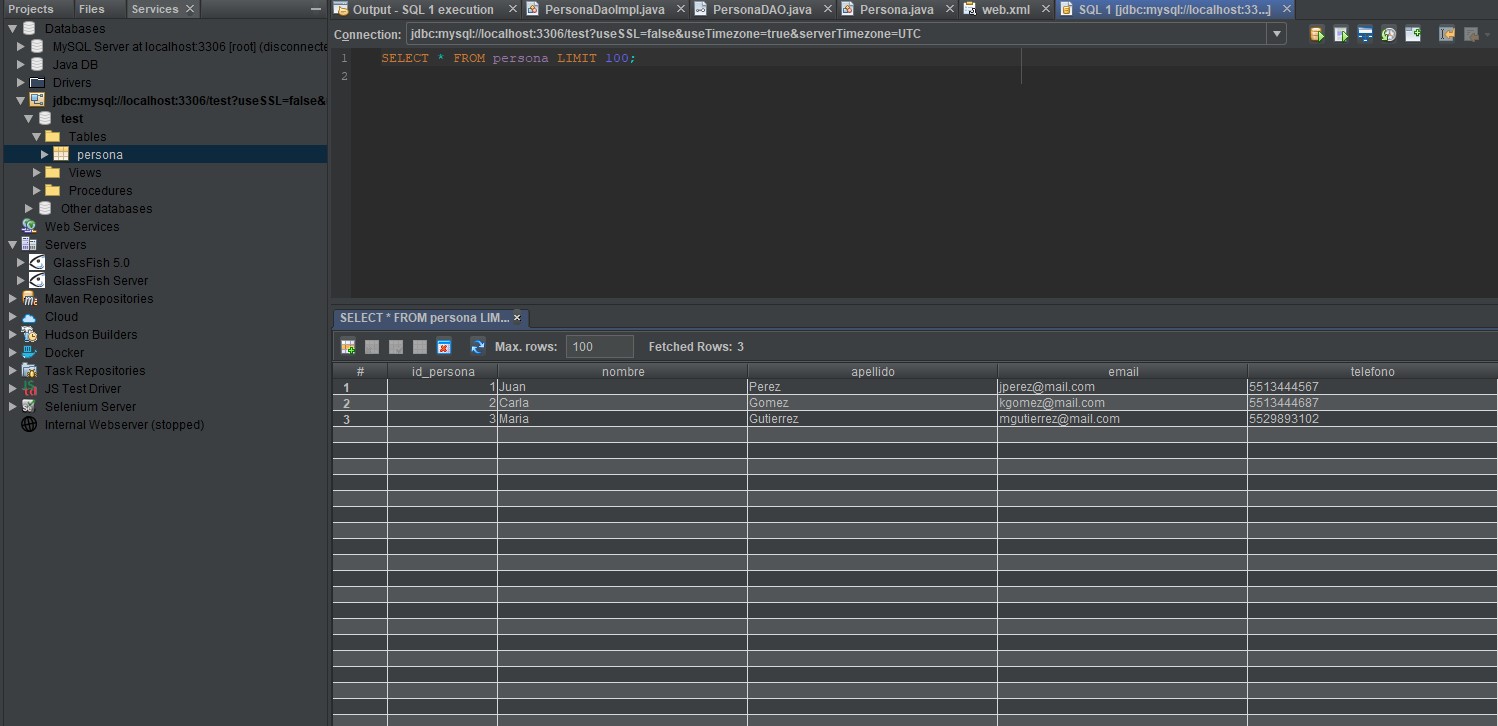 Projects Files Services
Databases
MySQL Server at localhost:3306 [root] (disconnecte
Java DB
Drivers
jdbc:mysql://localhost:3306/test?useSSL=false&
test
Tables
persona
Views
Procedures
Other databases
Web Services
Servers
GlassFish 5.0
GlassFish Server
Maven Repositories
Cloud
Hudson Builders
Docker
Task Repositories
JS Test Driver
Selenium Server
Internal Webserver (stopped)
Output - SQL 1 execution PersonaDaoImpl.java PersonaDAO.java Persona.java web.xml SQL 1 [jdbc:mysql://localhost:33...]
Connection: jdbc:mysql://localhost:3306/test?useSSL=false&useTimezone=true&serverTimezone=UTC
1 SELECT * FROM persona LIMIT 100;
2
SELECT * FROM persona LIM...
Max. rows: 100 Fetched Rows: 3
# id_persona nombre apellido email telefono
1 1 Juan Perez jperez@mail.com 5513444567
2 2 Carla Gomez kgomez@mail.com 5513444687
3 3 Maria Gutierrez mgutierrez@mail.com 5529893102